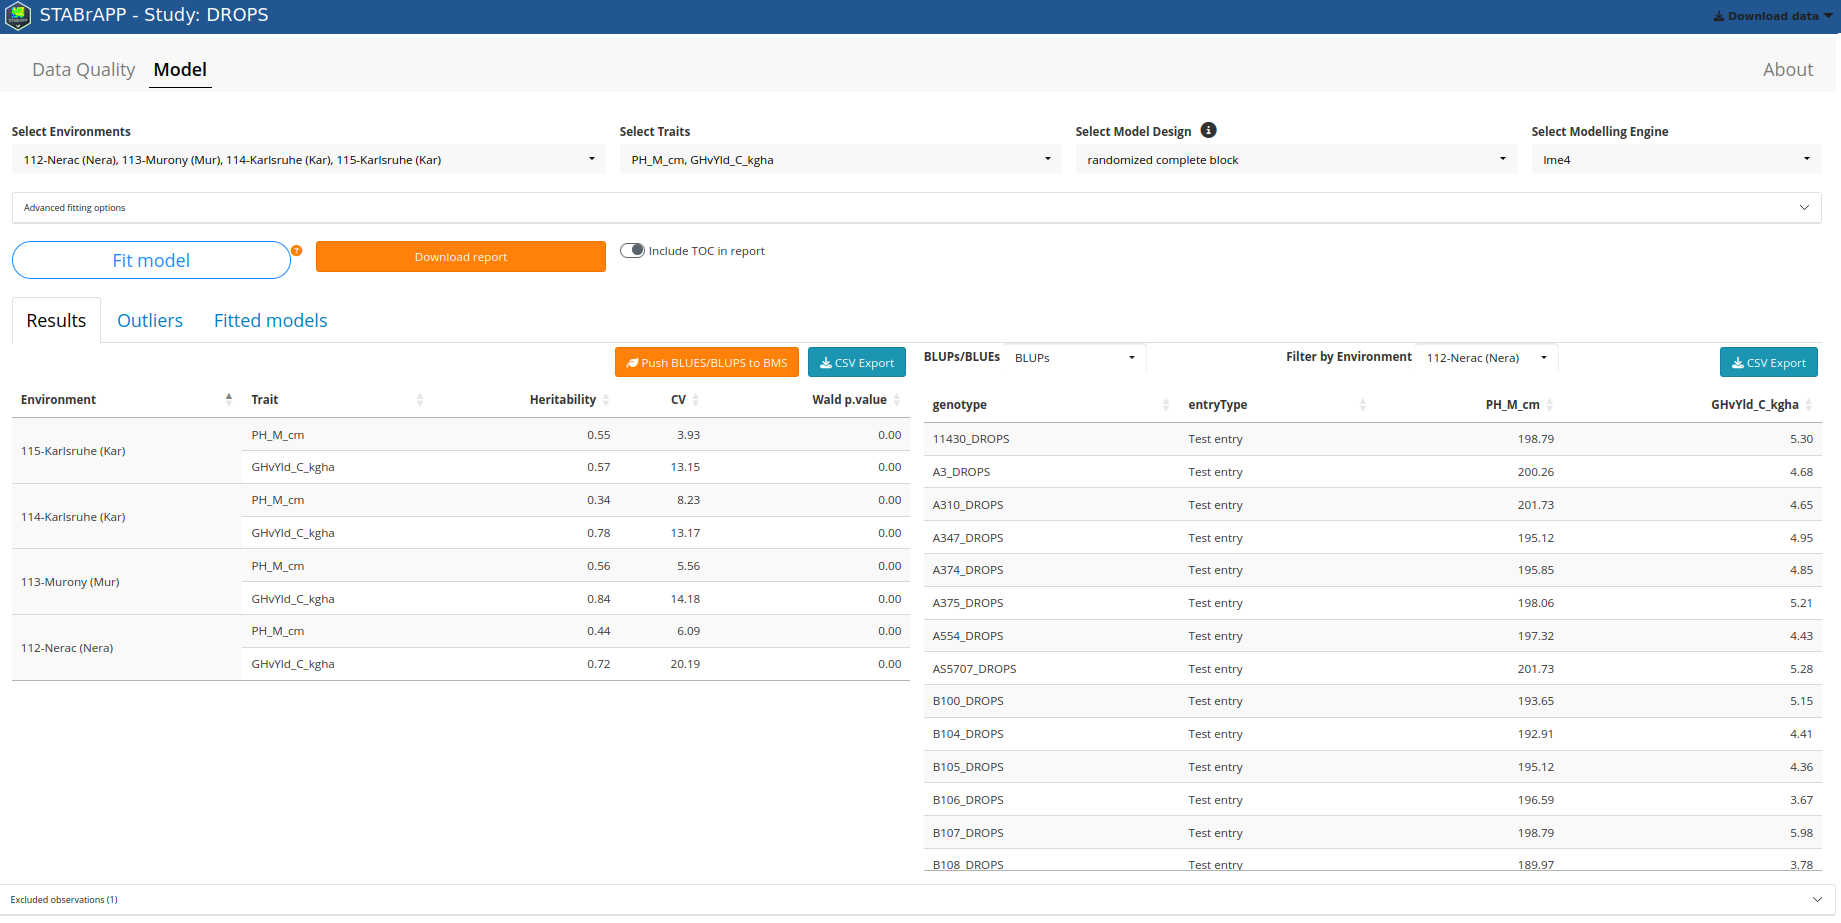 STABrAPP - Study: DROPS
Download data
Data Quality
Model
About
Select Environments
Select Traits
Select Model Design
Select Modelling Engine
112-Nerac (Nera), 113-Murony (Mur), 114-Karlsruhe (Kar), 115-Karlsruhe (Kar)
PH_M_cm, GHvYld_C_kgha
randomized complete block
lme4
Advanced fitting options
Fit model
?
Download report
Include TOC in report
Results
Outliers
Fitted models
Push BLUES/BLUPS to BMS
CSV Export
Environment Trait Heritability CV Wald p.value
115-Karlsruhe (Kar)
PH_M_cm 0.55 3.93 0.00
GHvYld_C_kgha 0.57 13.15 0.00
114-Karlsruhe (Kar)
PH_M_cm 0.34 8.23 0.00
GHvYld_C_kgha 0.78 13.17 0.00
113-Murony (Mur)
PH_M_cm 0.56 5.56 0.00
GHvYld_C_kgha 0.84 14.18 0.00
112-Nerac (Nera)
PH_M_cm 0.44 6.09 0.00
GHvYld_C_kgha 0.72 20.19 0.00
BLUPs/BLUEs BLUPs
Filter by Environment 112-Nerac (Nera)
CSV Export
genotype entryType PH_M_cm GHvYld_C_kgha
11430_DROPS Test entry 198.79 5.30
A3_DROPS Test entry 200.26 4.68
A310_DROPS Test entry 201.73 4.65
A347_DROPS Test entry 195.12 4.95
A374_DROPS Test entry 195.85 4.85
A375_DROPS Test entry 198.06 5.21
A554_DROPS Test entry 197.32 4.43
AS5707_DROPS Test entry 201.73 5.28
B100_DROPS Test entry 193.65 5.15
B104_DROPS Test entry 192.91 4.41
B105_DROPS Test entry 195.12 4.36
B106_DROPS Test entry 196.59 3.67
B107_DROPS Test entry 198.79 5.98
B108_DROPS Test entry 189.97 3.78
Excluded observations (1)